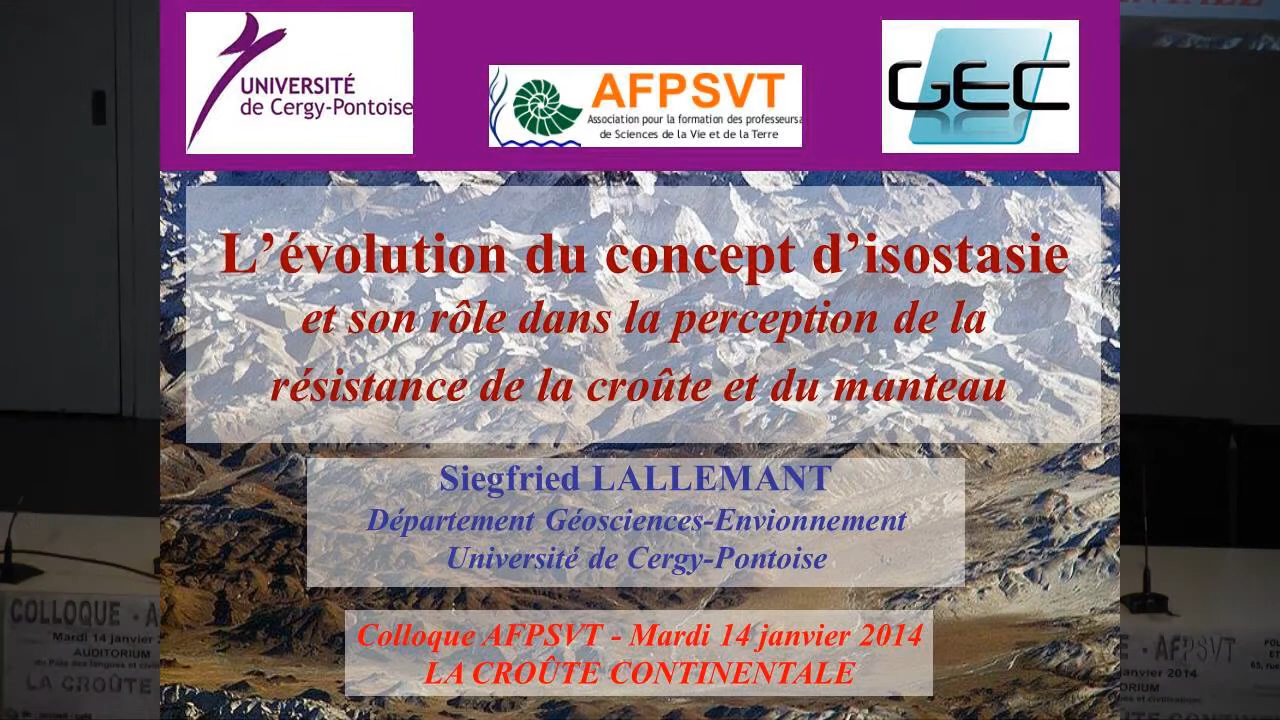 UNIVERSITÉ
de Cergy-Pontoise
AFPSVT
Association pour la formation des professeurs
de Sciences de la Vie et de la Terre
GEC
L’évolution du concept d’isostasie
et son rôle dans la perception de la
résistance de la croûte et du manteau
Siegfried LALLEMANT
Département Géosciences-Envionnement
Université de Cergy-Pontoise
Colloque AFPSVT - Mardi 14 janvier 2014
LA CROÛTE CONTINENTALE
COLLOQUE - A
Mardi 14 janvier
AUDITORIUM
LA CROÛTE
E - AFPSVT
janvier 2014
ORIUM